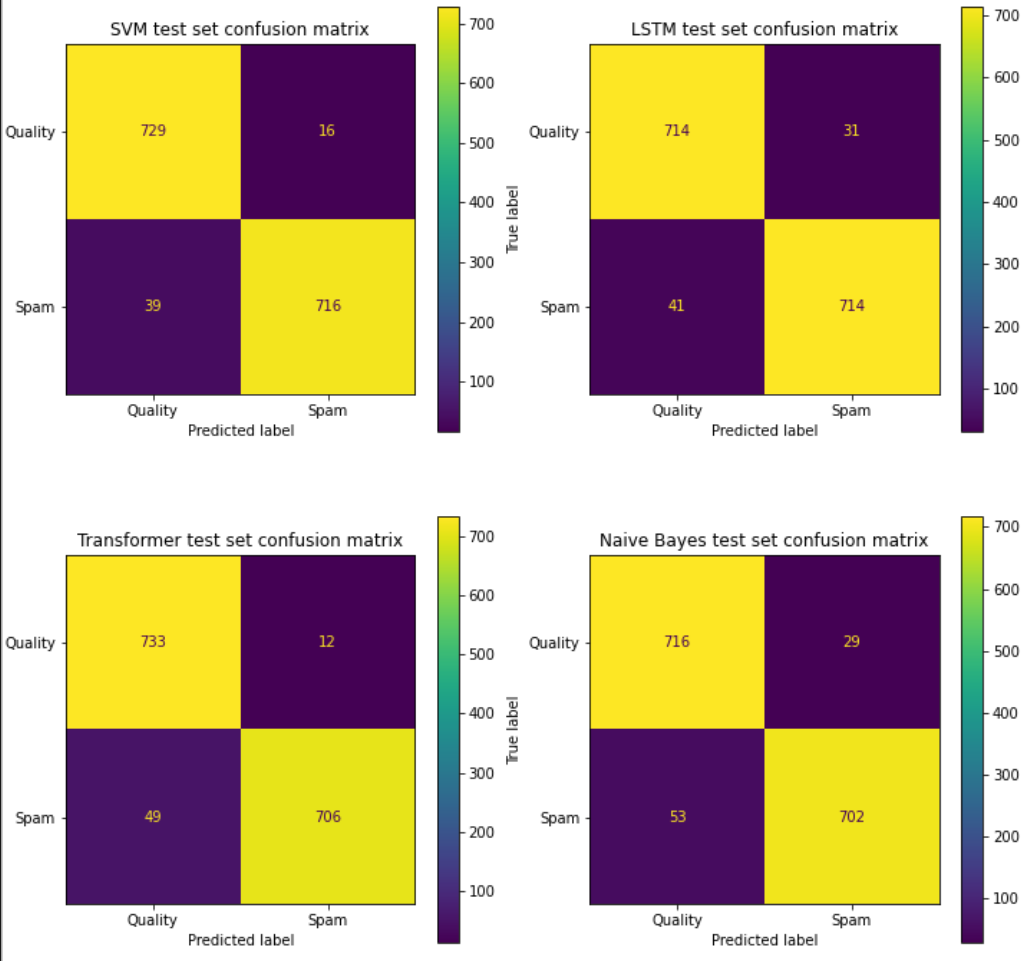 SVM test set confusion matrix
Quality
729
16
Spam
39
716
Quality
Spam
Predicted label
700
600
500
400
300
200
100
LSTM test set confusion matrix
True label
Quality
714
31
Spam
41
714
Quality
Spam
Predicted label
700
600
500
400
300
200
100
Transformer test set confusion matrix
Quality
733
12
Spam
49
706
Quality
Spam
Predicted label
700
600
500
400
300
200
100
Naive Bayes test set confusion matrix
True label
Quality
716
29
Spam
53
702
Quality
Spam
Predicted label
700
600
500
400
300
200
100